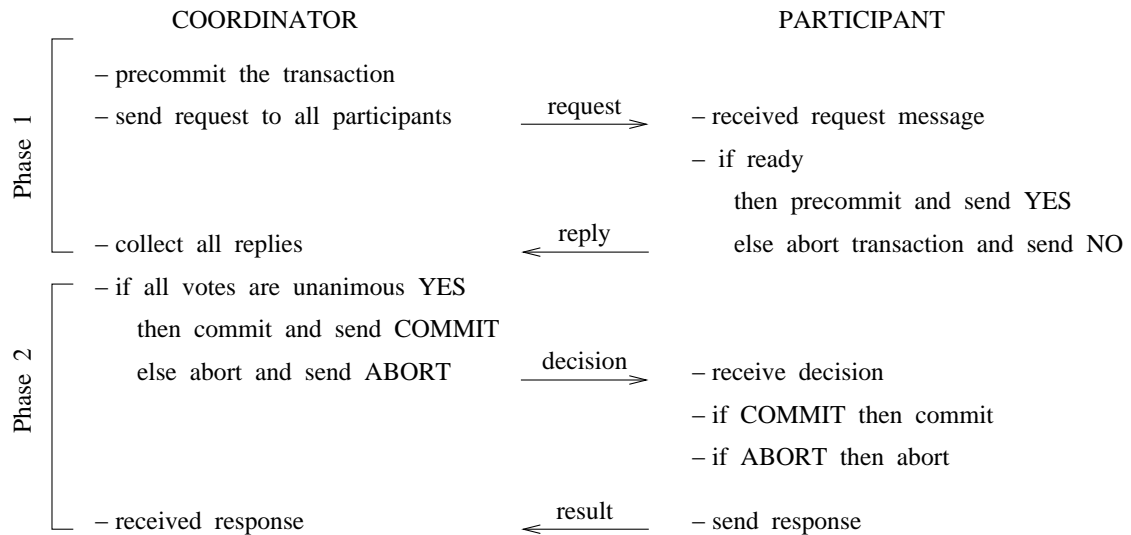 COORDINATOR PARTICIPANT
Phase 1
– precommit the transaction
– send request to all participants request – received request message
– if ready
then precommit and send YES
– collect all replies reply else abort transaction and send NO
Phase 2
– if all votes are unanimous YES
then commit and send COMMIT
else abort and send ABORT decision – receive decision
– if COMMIT then commit
– if ABORT then abort
– received response result – send response